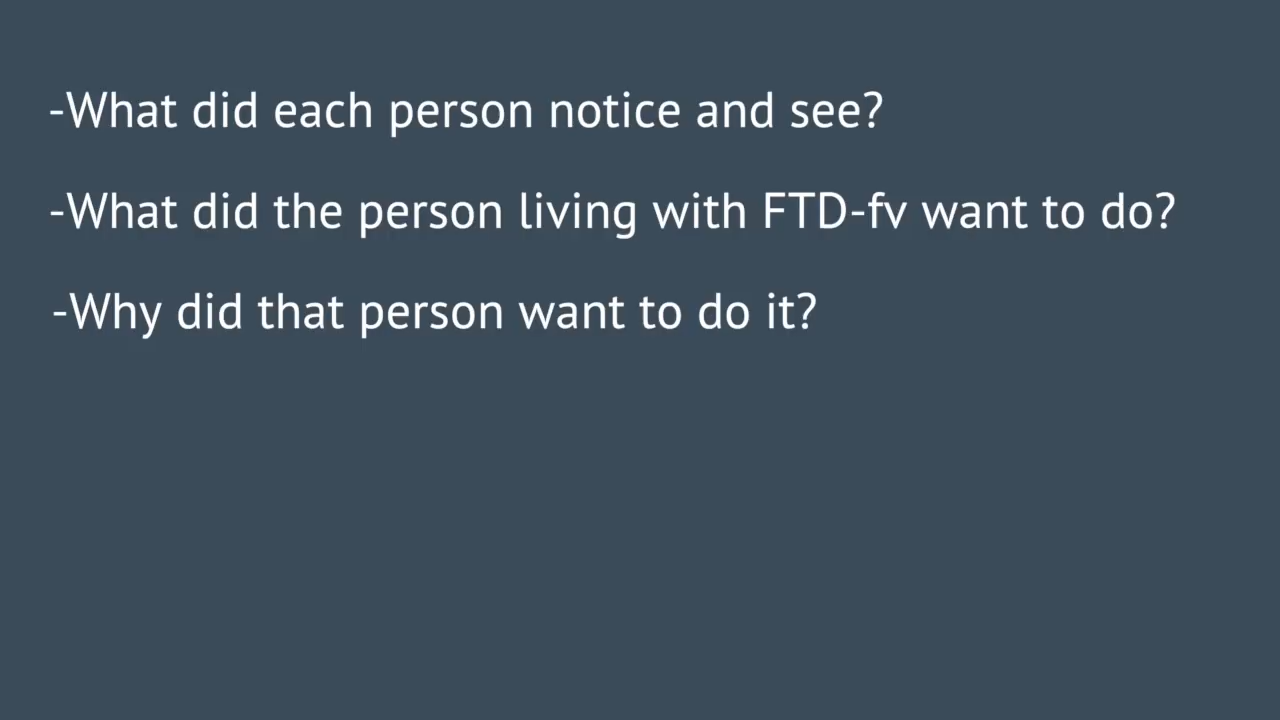 -What did each person notice and see?
-What did the person living with FTD-fv want to do?
-Why did that person want to do it?